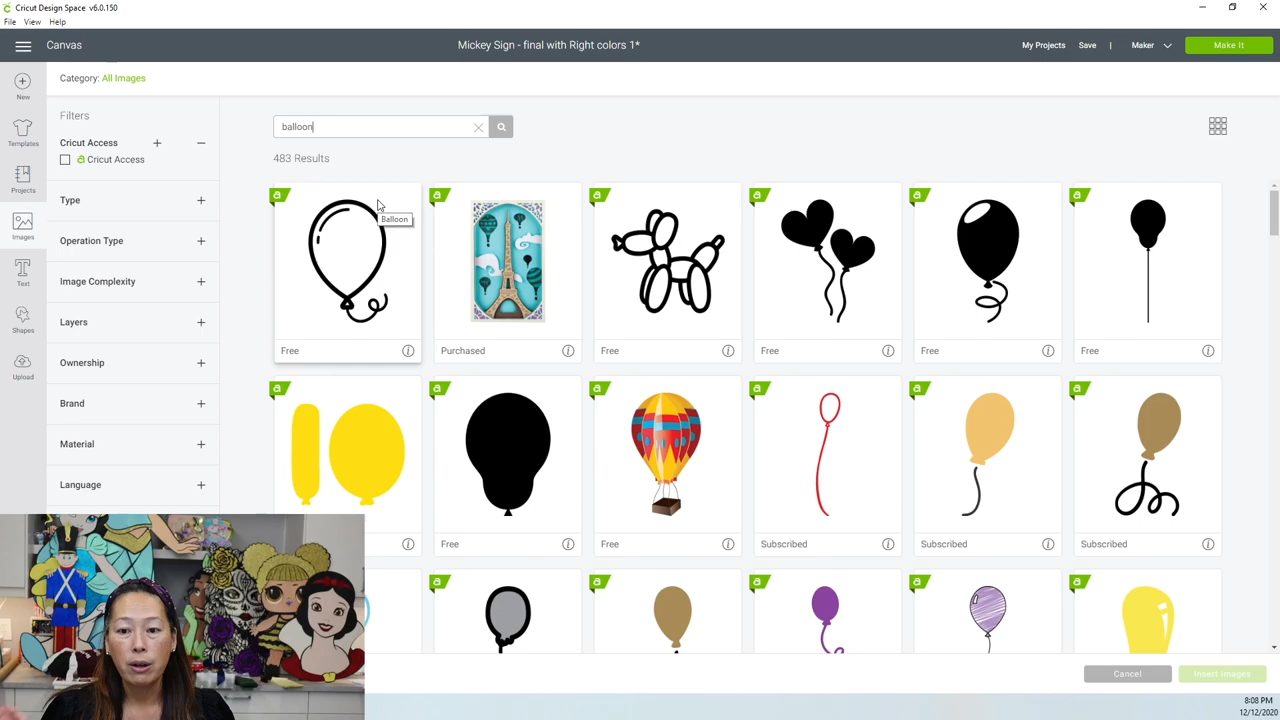 Cricut Design Space v6.0.150
File View Help
Canvas
Mickey Sign - final with Right colors 1*
My Projects Save | Maker Make It
New
Templates
Projects
Images
Text
Shapes
Upload
Category: All Images
Filters
Cricut Access + −
a Cricut Access
Type +
Operation Type +
Image Complexity +
Layers +
Ownership +
Brand +
Material +
Language +
balloon
483 Results
a a a a a a
Balloon
Free Purchased Free Free Free Free
a a a a a a
Free Free Subscribed Subscribed Subscribed
a a a a a
Cancel Insert Images
8:08 PM
12/12/2020